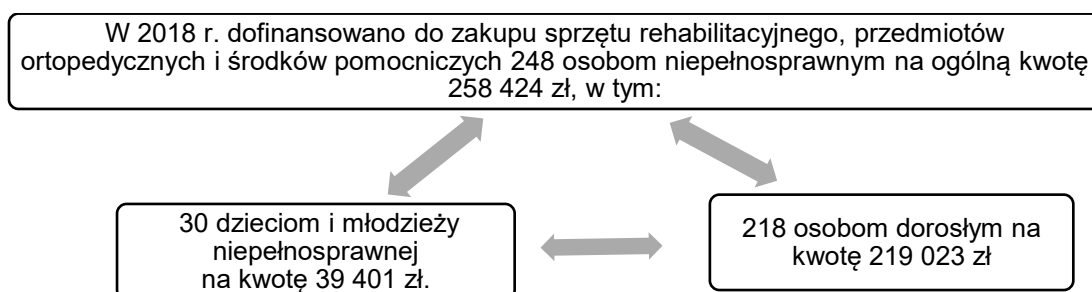 W 2018 r. dofinansowano do zakupu sprzętu rehabilitacyjnego, przedmiotów
ortopedycznych i środków pomocniczych 248 osobom niepełnosprawnym na ogólną kwotę
258 424 zł, w tym:
30 dzieciom i młodzieży
niepełnosprawnej
na kwotę 39 401 zł.
218 osobom dorosłym na
kwotę 219 023 zł